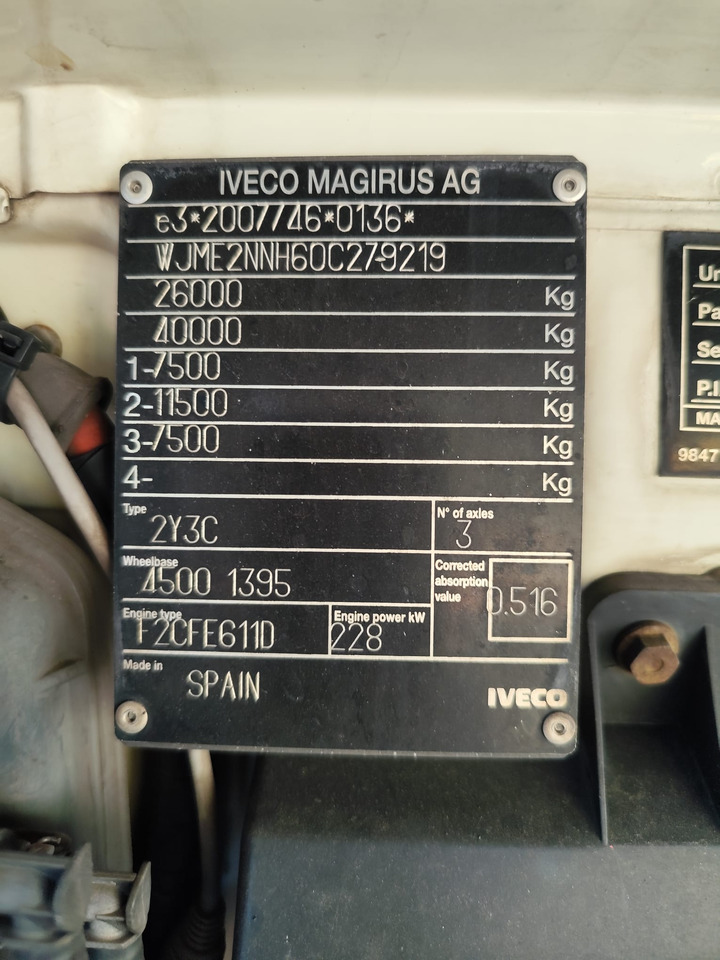 IVECO MAGIRUS AG
e3*2007/46*0136*
WJME2NNH60C279219
26000 Kg
40000 Kg
1-7500 Kg
2-11500 Kg
3-7500 Kg
4- Kg
Type
2Y3C
N° of axles
3
Wheelbase
4500 1395
Corrected
absorption
value
0.516
Engine type
F2CFE611D
Engine power kW
228
Made in
SPAIN
IVECO
P.I
MA
9847